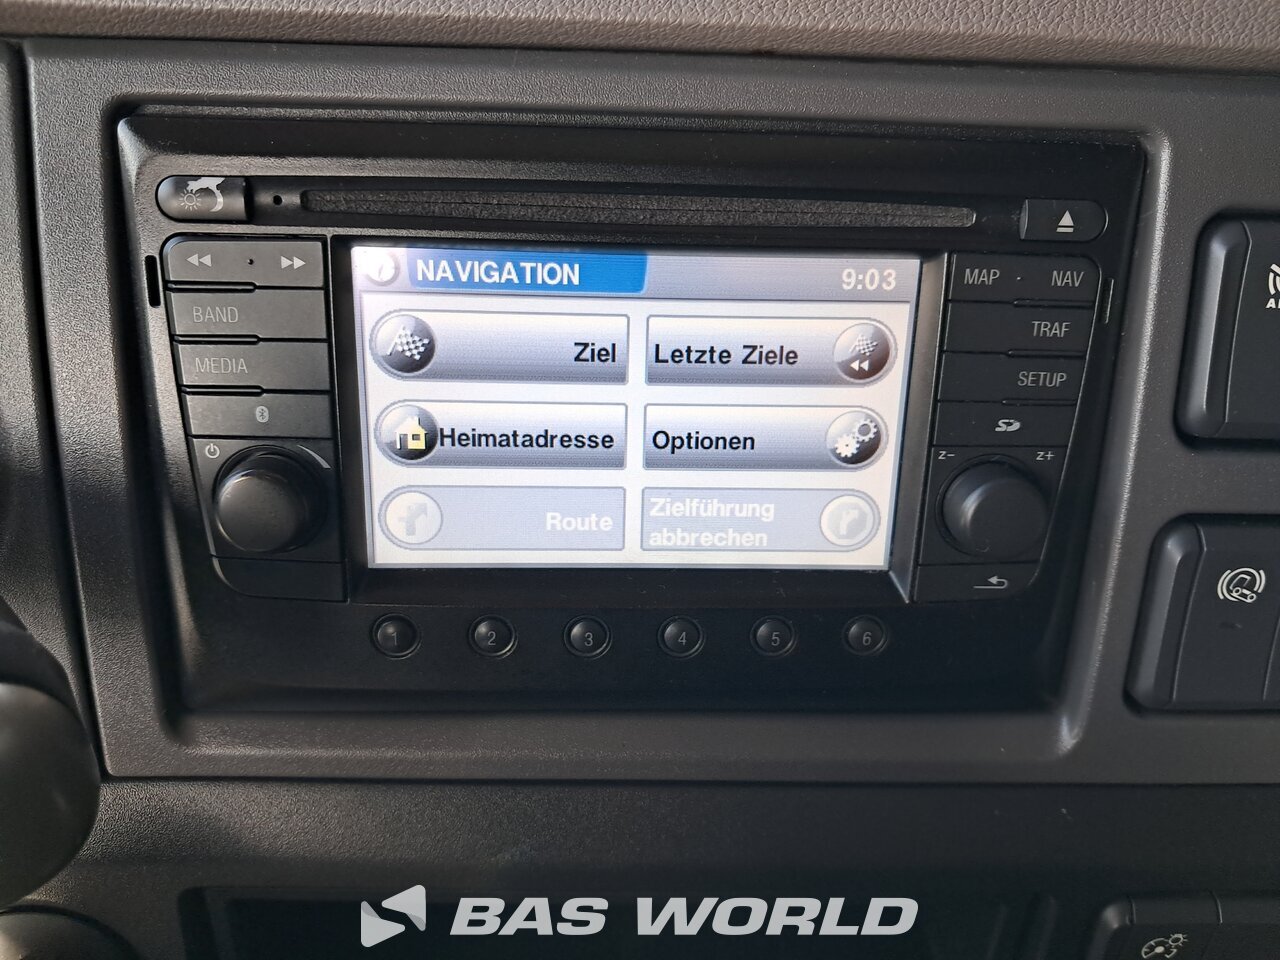 NAVIGATION 9:03
MAP · NAV
BAND
TRAF
Ziel
Letzte Ziele
MEDIA
SETUP
Heimatadresse
Optionen
z-
z+
Route
Zielführung
abbrechen
1 2 3 4 5 6
BAS WORLD